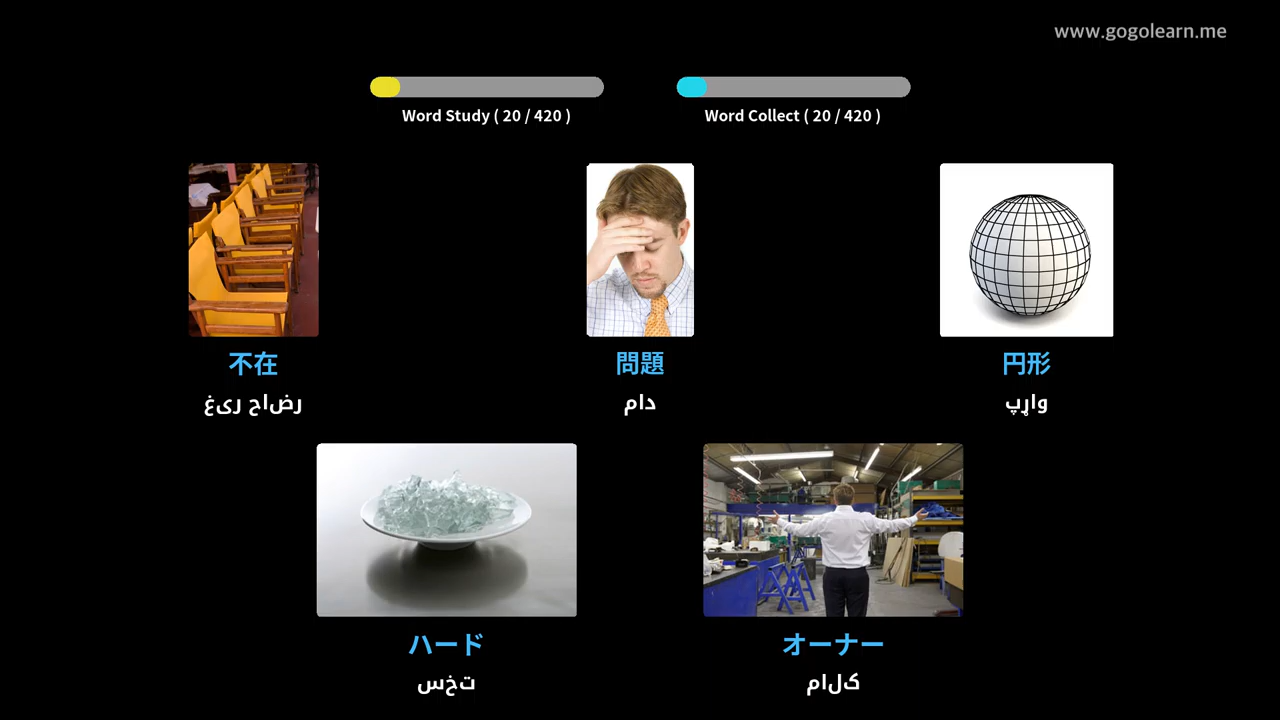 www.gogolearn.me
Word Study ( 20 / 420 )
Word Collect ( 20 / 420 )
不在
問題
円形
رضاح ریغ
دام
واړپ
ハード
オーナー
تخس
کلام